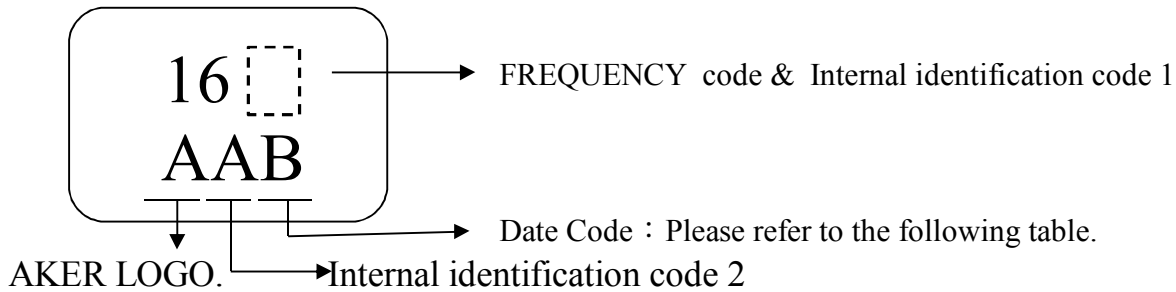 16 FREQUENCY code & Internal identification code 1
AAB
Date Code：Please refer to the following table.
AKER LOGO. Internal identification code 2